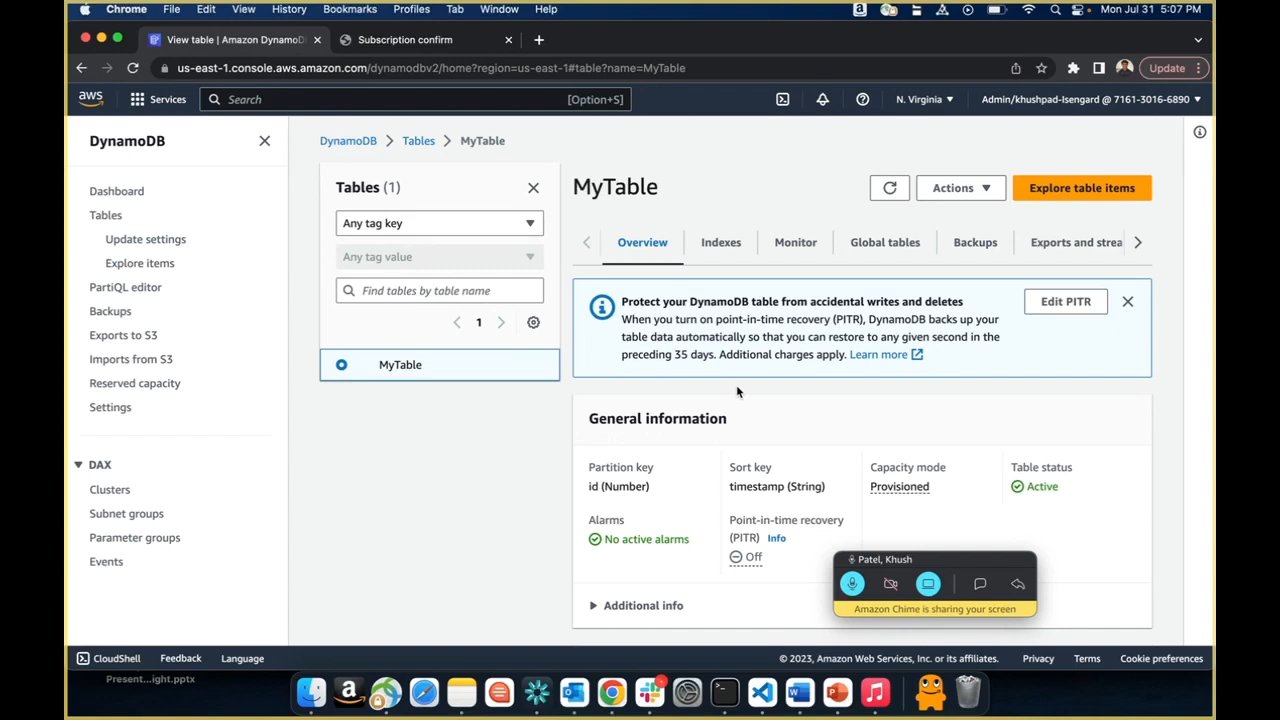 Chrome File Edit View History Bookmarks Profiles Tab Window Help Mon Jul 31 5:07 PM
View table | Amazon DynamoD Subscription confirm
us-east-1.console.aws.amazon.com/dynamodbv2/home?region=us-east-1#table?name=MyTable Update
aws Services Search [Option+S] N. Virginia Admin/khushpad-Isengard @ 7161-3016-6890
DynamoDB
Dashboard
Tables
Update settings
Explore items
PartiQL editor
Backups
Exports to S3
Imports from S3
Reserved capacity
Settings
DAX
Clusters
Subnet groups
Parameter groups
Events
DynamoDB Tables MyTable
Tables (1)
Any tag key
Any tag value
Find tables by table name
1
MyTable
MyTable
Actions Explore table items
Overview Indexes Monitor Global tables Backups Exports and strea
Protect your DynamoDB table from accidental writes and deletes
When you turn on point-in-time recovery (PITR), DynamoDB backs up your
table data automatically so that you can restore to any given second in the
preceding 35 days. Additional charges apply. Learn more
Edit PITR
General information
Partition key
id (Number)
Sort key
timestamp (String)
Capacity mode
Provisioned
Table status
Active
Alarms
No active alarms
Point-in-time recovery
(PITR) Info
Off
Additional info
Patel, Khush
Amazon Chime is sharing your screen
CloudShell Feedback Language © 2023, Amazon Web Services, Inc. or its affiliates. Privacy Terms Cookie preferences
Present...ight.pptx